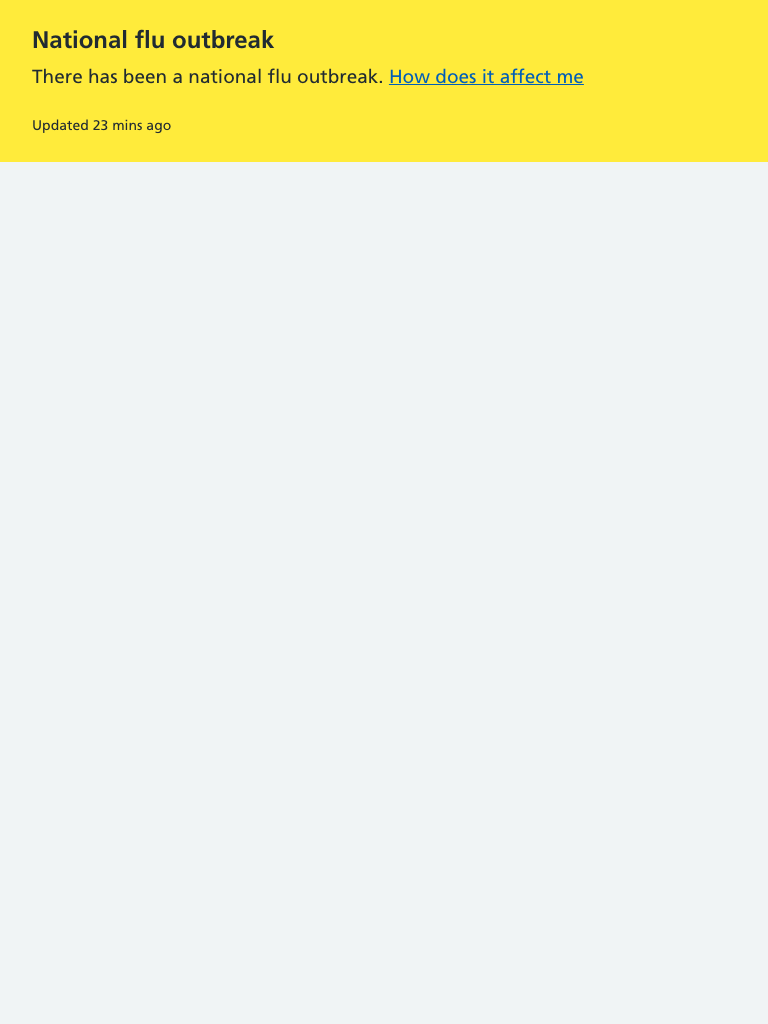 National flu outbreak
There has been a national flu outbreak. How does it affect me
Updated 23 mins ago